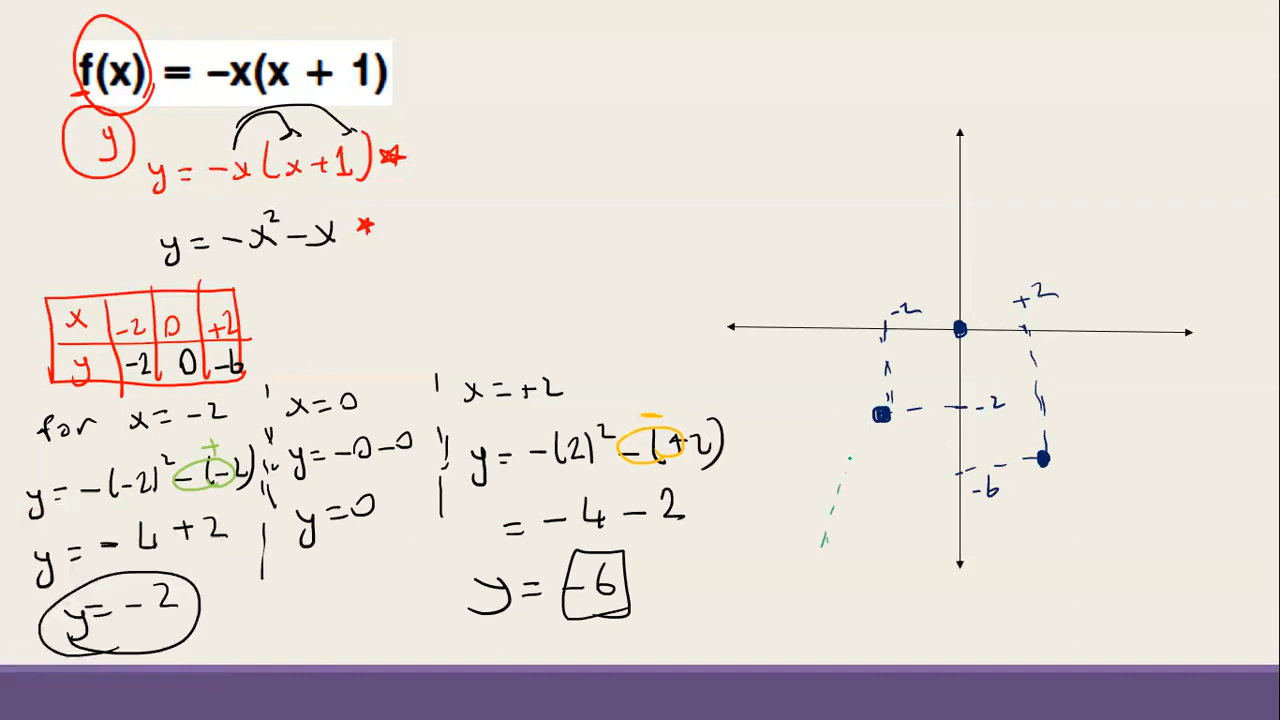 f(x) = -x(x + 1)
y
y = -x(x+1)*
y = -x² - x *
x -2 0 +2
y -2 0 -6
for x = -2
y = -(-2)² -(-2)
+
y = -4 + 2
y = -2
x = 0
y = -0 - 0
y = 0
x = +2
-
y = -(2)² -(+2)
= -4 - 2
y = -6
-2
+2
-2
-6